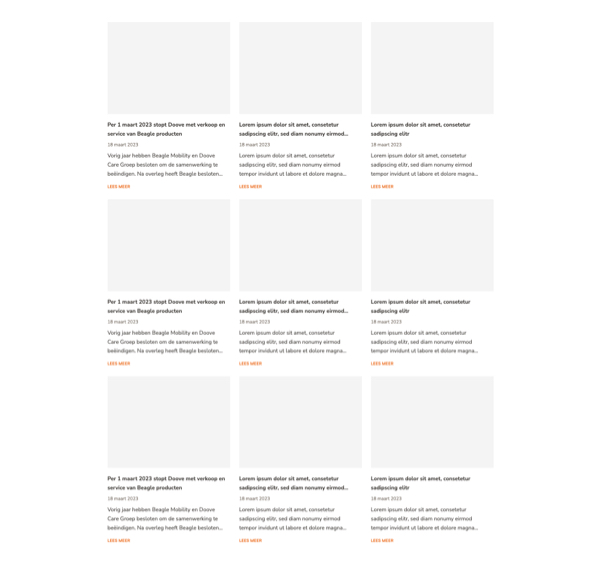 Per 1 maart 2023 stopt Doove met verkoop en
service van Beagle producten
18 maart 2023
Vorig jaar hebben Beagle Mobility en Doove
Care Groep besloten om de samenwerking te
beëindigen. Na overleg heeft Beagle besloten...
LEES MEER
Lorem ipsum dolor sit amet, consetetur
sadipscing elitr, sed diam nonumy eirmod...
18 maart 2023
Lorem ipsum dolor sit amet, consetetur
sadipscing elitr, sed diam nonumy eirmod
tempor invidunt ut labore et dolore magna...
LEES MEER
Lorem ipsum dolor sit amet, consetetur
sadipscing elitr
18 maart 2023
Lorem ipsum dolor sit amet, consetetur
sadipscing elitr, sed diam nonumy eirmod
tempor invidunt ut labore et dolore magna...
LEES MEER
Per 1 maart 2023 stopt Doove met verkoop en
service van Beagle producten
18 maart 2023
Vorig jaar hebben Beagle Mobility en Doove
Care Groep besloten om de samenwerking te
beëindigen. Na overleg heeft Beagle besloten...
LEES MEER
Lorem ipsum dolor sit amet, consetetur
sadipscing elitr, sed diam nonumy eirmod...
18 maart 2023
Lorem ipsum dolor sit amet, consetetur
sadipscing elitr, sed diam nonumy eirmod
tempor invidunt ut labore et dolore magna...
LEES MEER
Lorem ipsum dolor sit amet, consetetur
sadipscing elitr
18 maart 2023
Lorem ipsum dolor sit amet, consetetur
sadipscing elitr, sed diam nonumy eirmod
tempor invidunt ut labore et dolore magna...
LEES MEER
Per 1 maart 2023 stopt Doove met verkoop en
service van Beagle producten
18 maart 2023
Vorig jaar hebben Beagle Mobility en Doove
Care Groep besloten om de samenwerking te
beëindigen. Na overleg heeft Beagle besloten...
LEES MEER
Lorem ipsum dolor sit amet, consetetur
sadipscing elitr, sed diam nonumy eirmod...
18 maart 2023
Lorem ipsum dolor sit amet, consetetur
sadipscing elitr, sed diam nonumy eirmod
tempor invidunt ut labore et dolore magna...
LEES MEER
Lorem ipsum dolor sit amet, consetetur
sadipscing elitr
18 maart 2023
Lorem ipsum dolor sit amet, consetetur
sadipscing elitr, sed diam nonumy eirmod
tempor invidunt ut labore et dolore magna...
LEES MEER